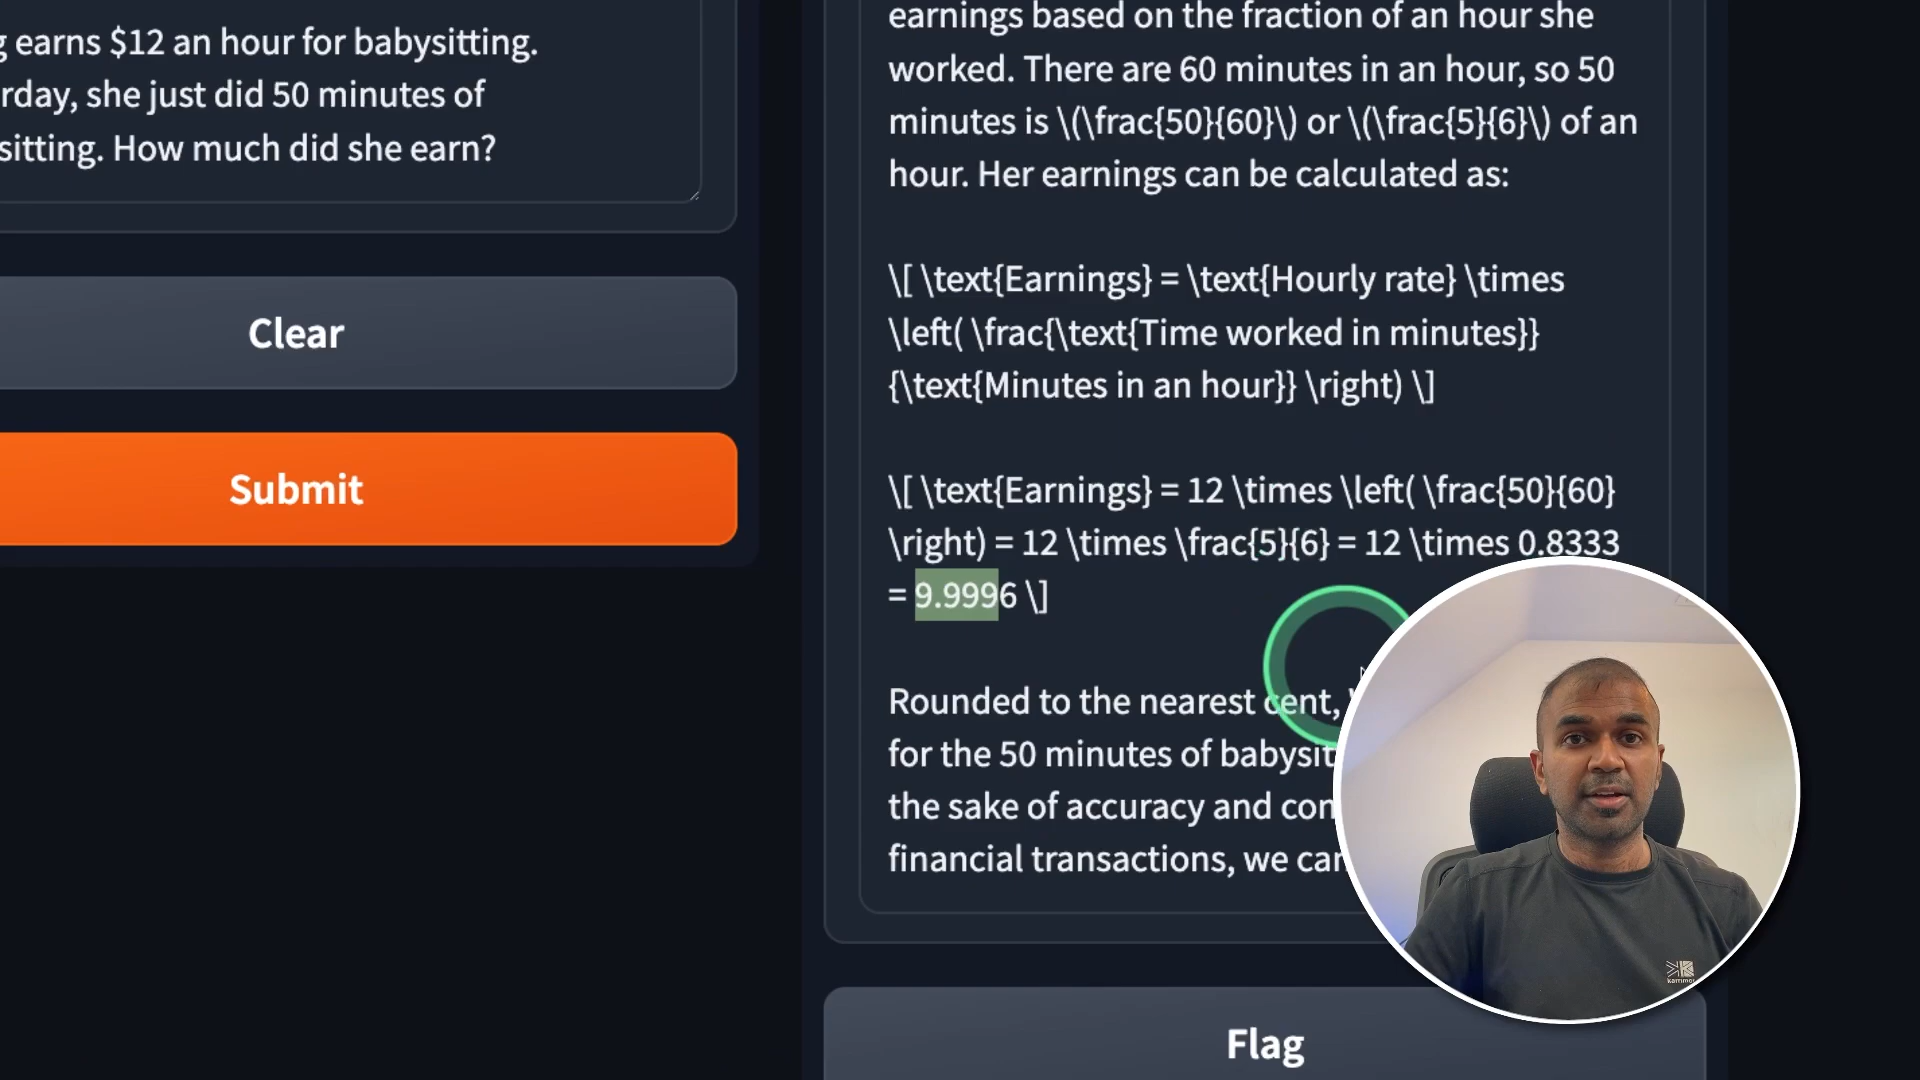 earns $12 an hour for babysitting.
she just did 50 minutes of
How much did she earn?
Clear
Submit
earnings based on the fraction of an hour she
worked. There are 60 minutes in an hour, so 50
minutes is \(\frac{50}{60}\) or \(\frac{5}{6}\) of an
hour. Her earnings can be calculated as:
\[ \text{Earnings} = \text{Hourly rate} \times
\left( \frac{\text{Time worked in minutes}}
{\text{Minutes in an hour}} \right) \]
\[ \text{Earnings} = 12 \times \left( \frac{50}{60}
\right) = 12 \times \frac{5}{6} = 12 \times 0.8333
= 9.9996 \]
Rounded to the nearest cent,
for the 50 minutes of
the sake of accuracy and
financial transactions, we
Flag